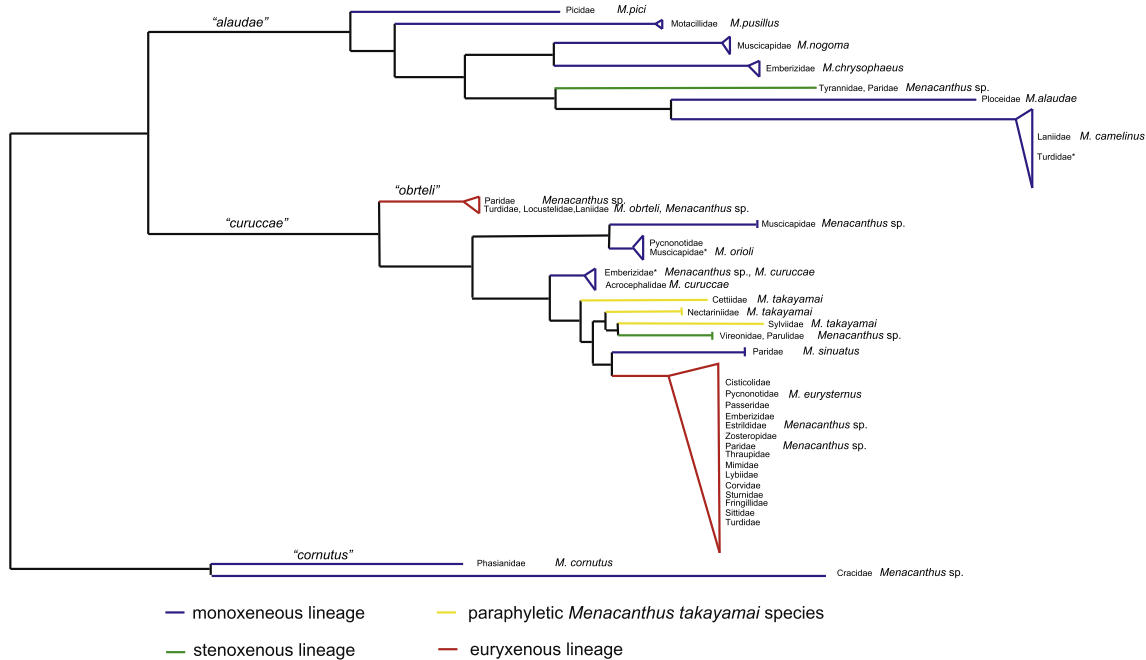 "alaudae"
Picidae M.pici
Motacillidae M.pusillus
Muscicapidae M.nogoma
Emberizidae M.chrysophaeus
Tyrannidae, Paridae Menacanthus sp.
Ploceidae M.alaudae
Laniidae M. camelinus
Turdidae*
"obrteli"
"curuccae"
Paridae Menacanthus sp.
Turdidae, Locustelidae,Laniidae M. obrteli, Menacanthus sp.
Muscicapidae Menacanthus sp.
Pycnonotidae
Muscicapidae* M. orioli
Emberizidae* Menacanthus sp., M. curuccae
Acrocephalidae M. curuccae
Cettiidae M. takayamai
Nectariniidae M. takayamai
Sylviidae M. takayamai
Vireonidae, Parulidae Menacanthus sp.
Paridae M. sinuatus
Cisticolidae
Pycnonotidae M. eurysternus
Passeridae
Emberizidae
Estrildidae Menacanthus sp.
Zosteropidae
Paridae Menacanthus sp.
Thraupidae
Mimidae
Lybiidae
Corvidae
Sturnidae
Fringillidae
Sittidae
Turdidae
"cornutus"
Phasianidae M. cornutus
Cracidae Menacanthus sp.
monoxeneous lineage
paraphyletic Menacanthus takayamai species
stenoxenous lineage
euryxenous lineage